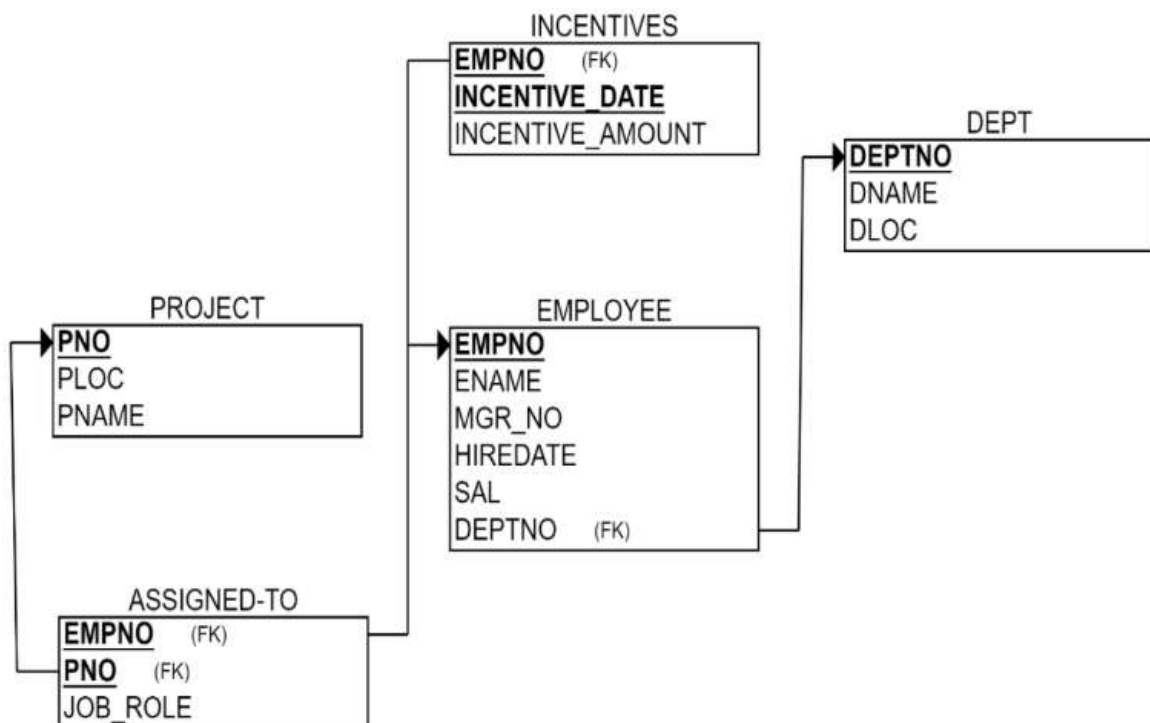 INCENTIVES
EMPNO (FK)
INCENTIVE_DATE
INCENTIVE_AMOUNT
DEPT
DEPTNO
DNAME
DLOC
PROJECT
PNO
PLOC
PNAME
EMPLOYEE
EMPNO
ENAME
MGR_NO
HIREDATE
SAL
DEPTNO (FK)
ASSIGNED-TO
EMPNO (FK)
PNO (FK)
JOB_ROLE